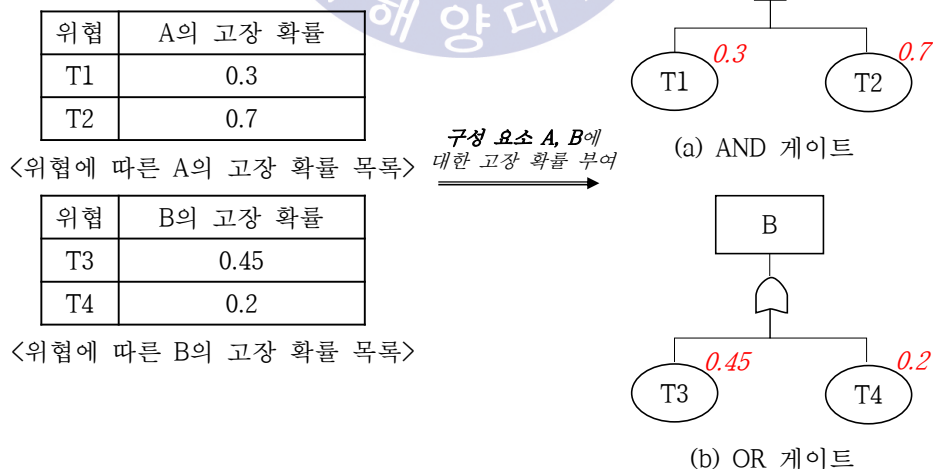 해양대
위협 A의 고장 확률
T1 0.3
T2 0.7
<위협에 따른 A의 고장 확률 목록>
위협 B의 고장 확률
T3 0.45
T4 0.2
<위협에 따른 B의 고장 확률 목록>
구성 요소 A, B에
대한 고장 확률 부여
T1 0.3
T2 0.7
(a) AND 게이트
B
T3 0.45
T4 0.2
(b) OR 게이트